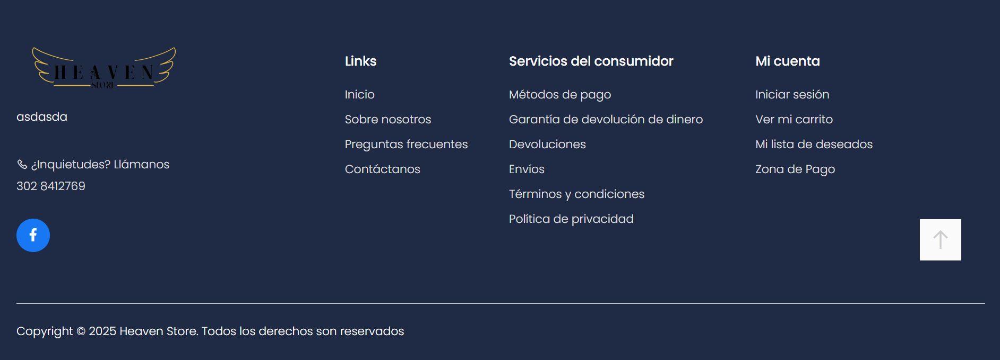 HEAVEN
STORE
asdasda
¿Inquietudes? Llámanos
302 8412769
Links
Inicio
Sobre nosotros
Preguntas frecuentes
Contáctanos
Servicios del consumidor
Métodos de pago
Garantía de devolución de dinero
Devoluciones
Envíos
Términos y condiciones
Política de privacidad
Mi cuenta
Iniciar sesión
Ver mi carrito
Mi lista de deseados
Zona de Pago
Copyright © 2025 Heaven Store. Todos los derechos son reservados